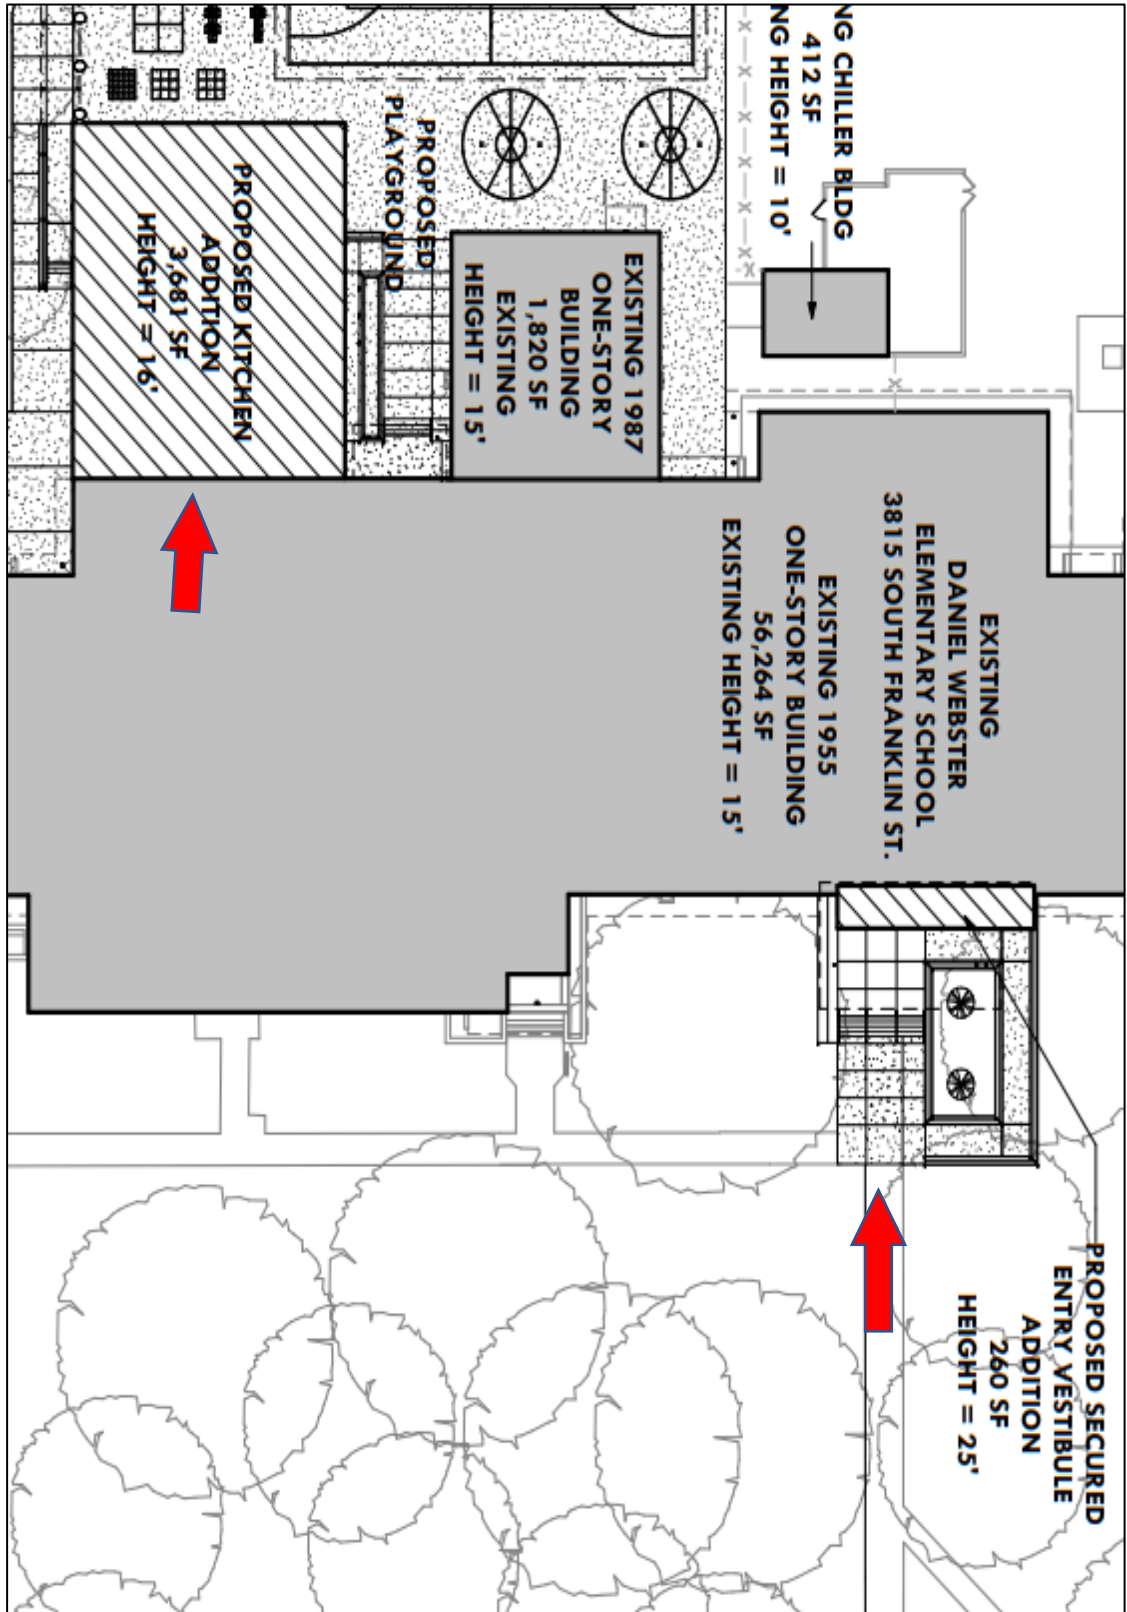 NG CHILLER BLDG
412 SF
NG HEIGHT = 10'
PROPOSED
PLAYGROUND
PROPOSED KITCHEN
ADDITION
3,681 SF
HEIGHT = 16'
EXISTING 1987
ONE-STORY
BUILDING
1,820 SF
EXISTING
HEIGHT = 15'
EXISTING
DANIEL WEBSTER
ELEMENTARY SCHOOL
3815 SOUTH FRANKLIN ST.
EXISTING 1955
ONE-STORY BUILDING
56,264 SF
EXISTING HEIGHT = 15'
PROPOSED SECURED
ENTRY VESTIBULE
ADDITION
260 SF
HEIGHT = 25'